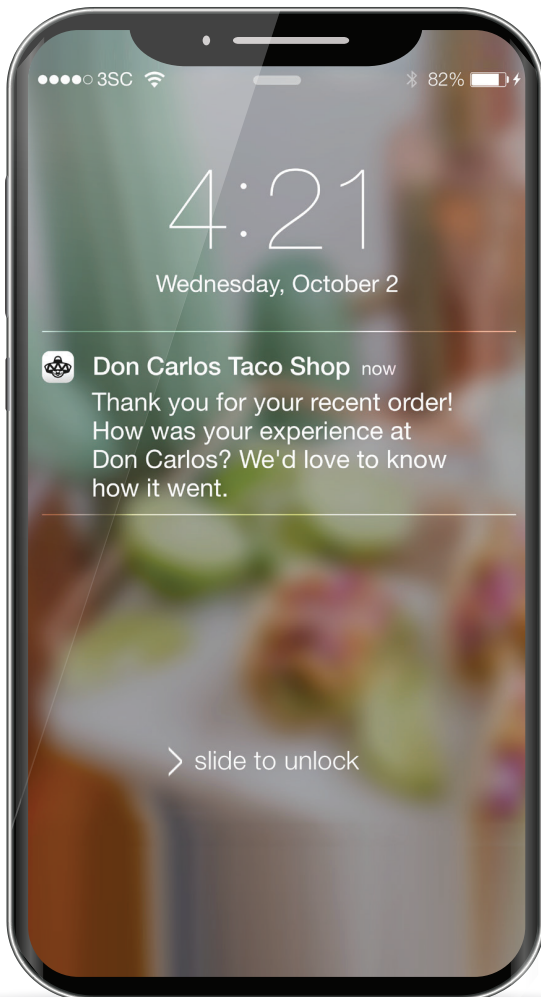 3SC 82%
4:21
Wednesday, October 2
Don Carlos Taco Shop now
Thank you for your recent order!
How was your experience at
Don Carlos? We'd love to know
how it went.
slide to unlock